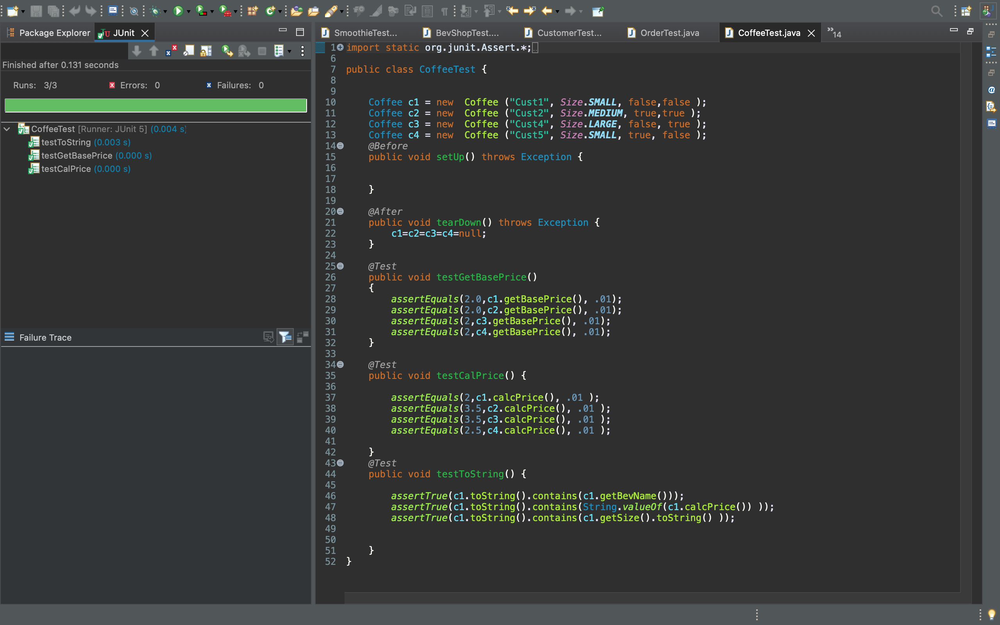 Package Explorer
JUnit
Finished after 0.131 seconds
Runs: 3/3
Errors: 0
Failures: 0
CoffeeTest [Runner: JUnit 5] (0.004 s)
testToString (0.003 s)
testGetBasePrice (0.000 s)
testCalPrice (0.000 s)
Failure Trace
SmoothieTest...
BevShopTest....
CustomerTest...
OrderTest.java
CoffeeTest.java
»14
1 import static org.junit.Assert.*;
6
7 public class CoffeeTest {
8
9
10 Coffee c1 = new  Coffee ("Cust1", Size.SMALL, false,false );
11 Coffee c2 = new  Coffee ("Cust2", Size.MEDIUM, true,true );
12 Coffee c3 = new  Coffee ("Cust4", Size.LARGE, false, true );
13 Coffee c4 = new  Coffee ("Cust5", Size.SMALL, true, false );
14 @Before
15 public void setUp() throws Exception {
16
17
18 }
19
20 @After
21 public void tearDown() throws Exception {
22 c1=c2=c3=c4=null;
23 }
24
25 @Test
26 public void testGetBasePrice()
27 {
28 assertEquals(2.0,c1.getBasePrice(), .01);
29 assertEquals(2.0,c2.getBasePrice(), .01);
30 assertEquals(2,c3.getBasePrice(), .01);
31 assertEquals(2,c4.getBasePrice(), .01);
32 }
33
34 @Test
35 public void testCalPrice() {
36
37 assertEquals(2,c1.calcPrice(), .01 );
38 assertEquals(3.5,c2.calcPrice(), .01 );
39 assertEquals(3.5,c3.calcPrice(), .01 );
40 assertEquals(2.5,c4.calcPrice(), .01 );
41
42 }
43 @Test
44 public void testToString() {
45
46 assertTrue(c1.toString().contains(c1.getBevName()));
47 assertTrue(c1.toString().contains(String.valueOf(c1.calcPrice()) ));
48 assertTrue(c1.toString().contains(c1.getSize().toString() ));
49
50
51 }
52 }